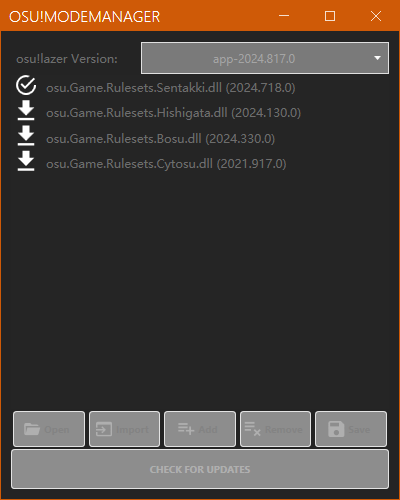 OSU!MODEMANAGER
osu!lazer Version: app-2024.817.0
osu.Game.Rulesets.Sentakki.dll (2024.718.0)
osu.Game.Rulesets.Hishigata.dll (2024.130.0)
osu.Game.Rulesets.Bosu.dll (2024.330.0)
osu.Game.Rulesets.Cytosu.dll (2021.917.0)
Open Import Add Remove Save
CHECK FOR UPDATES